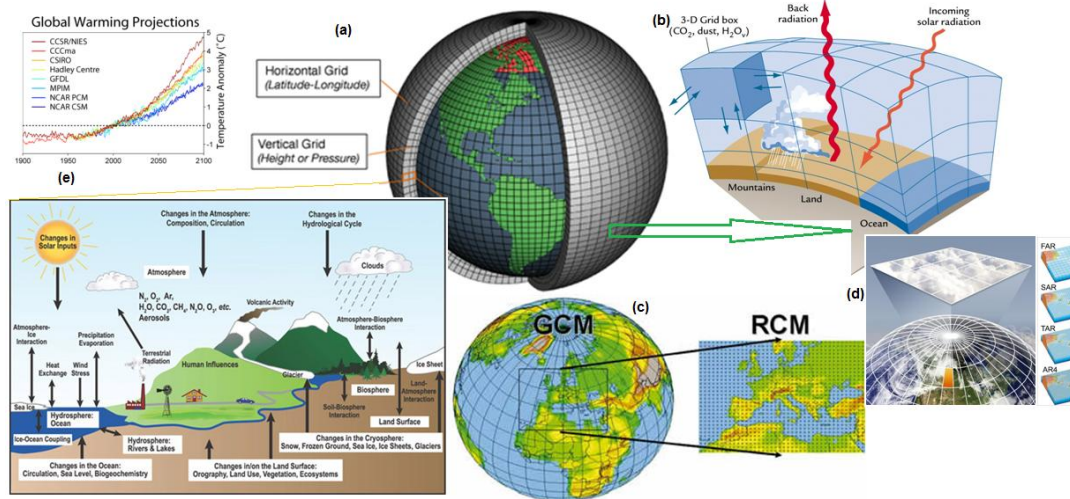 Global Warming Projections
CCSR/NIES
CCCma
CSIRO
Hadley Centre
GFDL
MPIM
NCAR PCM
NCAR CSM
5
4
3
2
1
0
-1
Temperature Anomaly (°C)
1900
1950
2000
2050
2100
(a)
Horizontal Grid
(Latitude-Longitude)
Vertical Grid
(Height or Pressure)
(b)
3-D Grid box
(CO2, dust, H2Ov)
Back
radiation
Incoming
solar radiation
Mountains
Land
Ocean
(e)
Changes in
Solar Inputs
Changes in the Atmosphere:
Composition, Circulation
Changes in the
Hydrological Cycle
Atmosphere
Clouds
N2, O2, Ar,
H2O, CO2, CH4, N2O, O3, etc.
Aerosols
Volcanic Activity
Atmosphere-Biosphere
Interaction
Atmosphere-
Ice
Interaction
Precipitation
Evaporation
Terrestrial
Radiation
Heat
Exchange
Wind
Stress
Human Influences
Glacier
Ice Sheet
Biosphere
Land-
Atmosphere
Interaction
Soil-Biosphere
Interaction
Land Surface
Sea Ice
Hydrosphere:
Ocean
Ice-Ocean Coupling
Hydrosphere:
Rivers & Lakes
Changes in the Cryosphere:
Snow, Frozen Ground, Sea Ice, Ice Sheets, Glaciers
Changes in the Ocean:
Circulation, Sea Level, Biogeochemistry
Changes in/on the Land Surface:
Orography, Land Use, Vegetation, Ecosystems
(c)
GCM
RCM
(d)
FAR
SAR
TAR
AR4